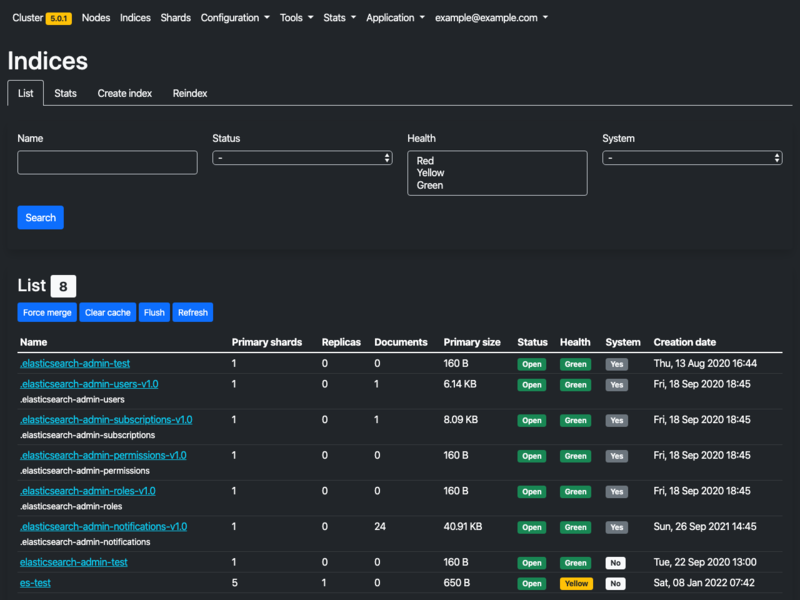 Cluster 5.0.1 Nodes Indices Shards Configuration Tools Stats Application example@example.com
Indices
List Stats Create index Reindex
Name Status Health System
- Red -
Yellow
Green
Search
List 8
Force merge Clear cache Flush Refresh
Name Primary shards Replicas Documents Primary size Status Health System Creation date
.elasticsearch-admin-test 1 0 0 160 B Open Green Yes Thu, 13 Aug 2020 16:44
.elasticsearch-admin-users-v1.0 1 0 1 6.14 KB Open Green Yes Fri, 18 Sep 2020 18:45
.elasticsearch-admin-users
.elasticsearch-admin-subscriptions-v1.0 1 0 1 8.09 KB Open Green Yes Fri, 18 Sep 2020 18:45
.elasticsearch-admin-subscriptions
.elasticsearch-admin-permissions-v1.0 1 0 0 160 B Open Green Yes Fri, 18 Sep 2020 18:45
.elasticsearch-admin-permissions
.elasticsearch-admin-roles-v1.0 1 0 0 160 B Open Green Yes Fri, 18 Sep 2020 18:45
.elasticsearch-admin-roles
.elasticsearch-admin-notifications-v1.0 1 0 24 40.91 KB Open Green Yes Sun, 26 Sep 2021 14:45
.elasticsearch-admin-notifications
elasticsearch-admin-test 1 0 0 160 B Open Green No Tue, 22 Sep 2020 13:00
es-test 5 1 0 650 B Open Yellow No Sat, 08 Jan 2022 07:42